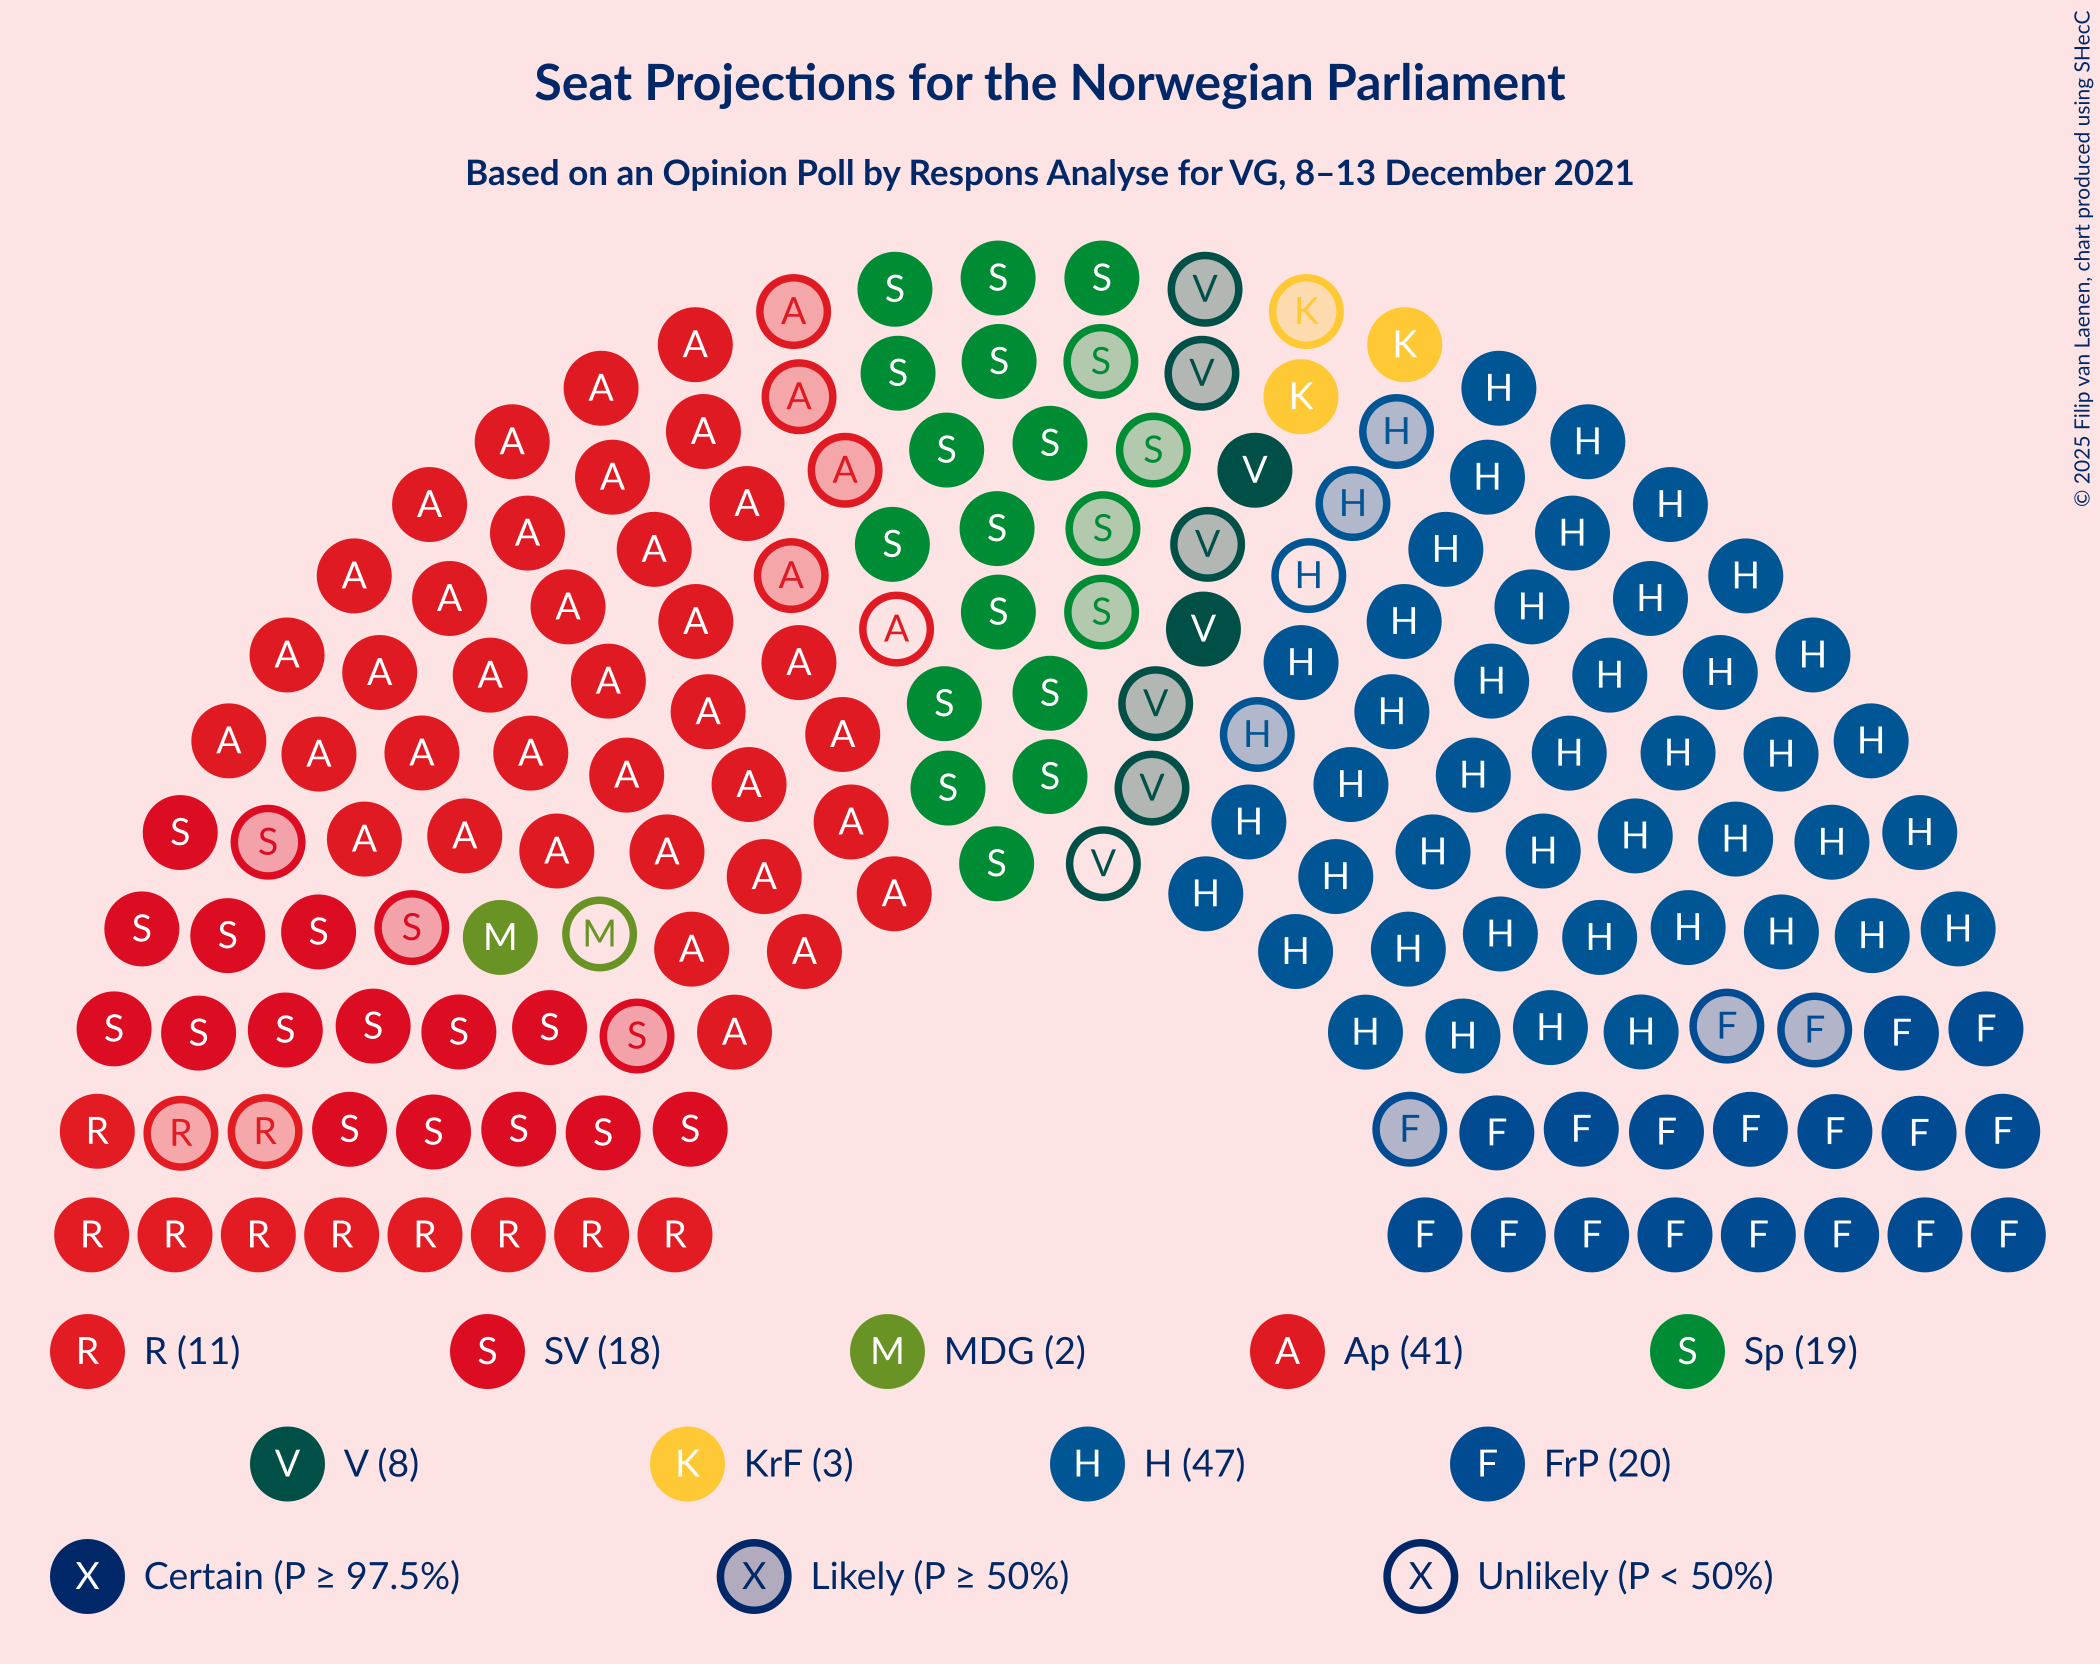 Seat Projections for the Norwegian Parliament
Based on an Opinion Poll by Respons Analyse for VG, 8–13 December 2021
© 2025 Filip van Laenen, chart produced using SHecC
S S S V K K H
A A A S S S V K H H
A A A S S S V H H H
A A A S S S V H H H
A A A A S S V H H H
A A A A S S V H H H H
A A A A A S S V H H H H H
A A A A A S V H H H H H
A A A A A A A H H H H H H
S S A A A A A A H H H H H H H
S S S S M M A A H H H H H H H H
S S S S S S S A H H H H F F F F
R R R S S S S S F F F F F F F F
R R R R R R R R F F F F F F F F
R R (11) S SV (18) M MDG (2) A Ap (41) S Sp (19)
V V (8) K KrF (3) H H (47) F FrP (20)
X Certain (P ≥ 97.5%) X Likely (P ≥ 50%) X Unlikely (P < 50%)